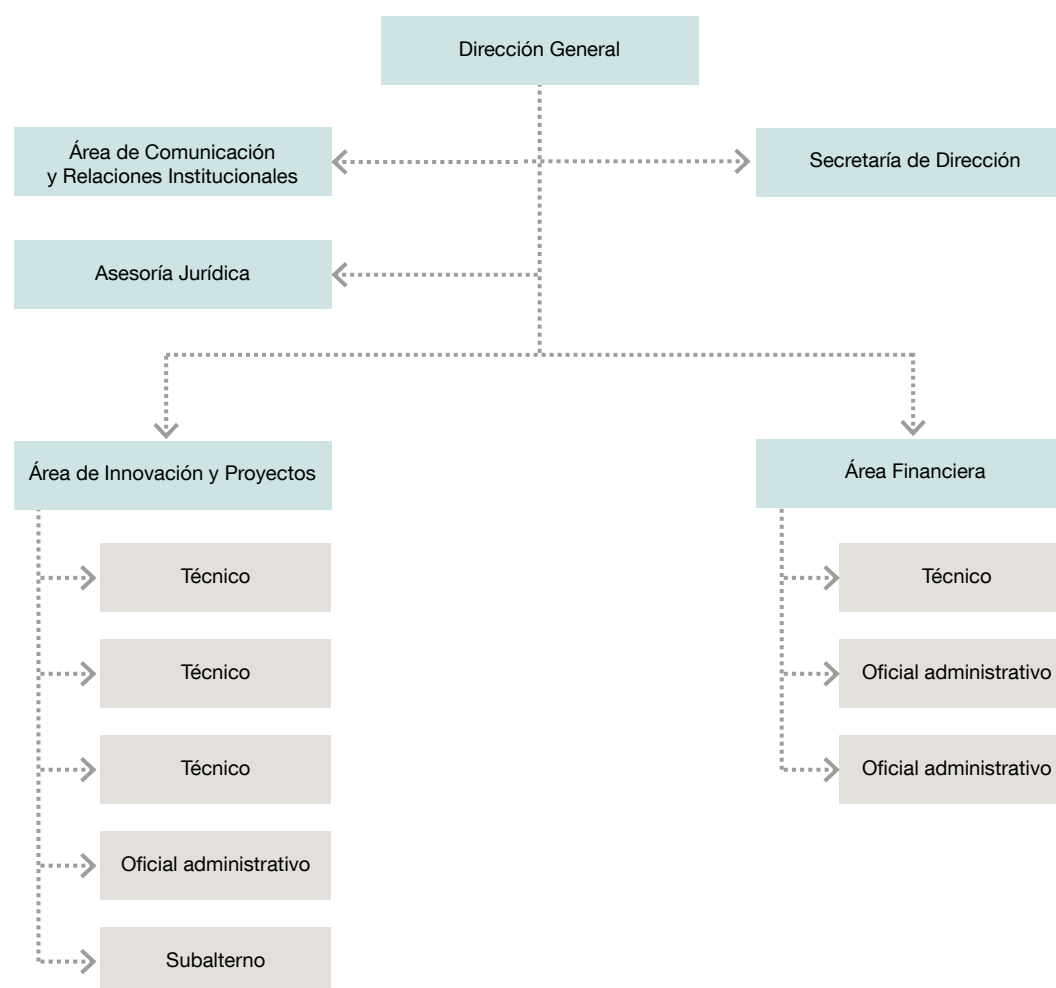 Dirección General
Área de Comunicación
y Relaciones Institucionales
Secretaría de Dirección
Asesoría Jurídica
Área de Innovación y Proyectos
Área Financiera
Técnico
Técnico
Técnico
Oficial administrativo
Subalterno
Técnico
Oficial administrativo
Oficial administrativo